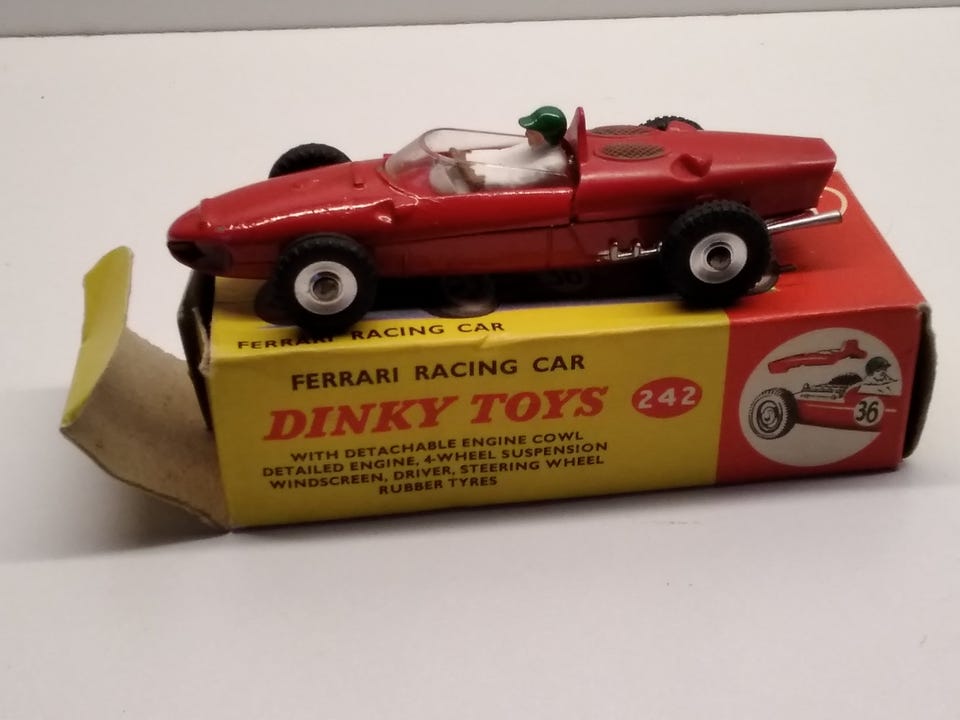 FERRARI RACING CAR
FERRARI RACING CAR
DINKY TOYS 242
WITH DETACHABLE ENGINE COWL
DETAILED ENGINE, 4-WHEEL SUSPENSION
WINDSCREEN, DRIVER, STEERING WHEEL
RUBBER TYRES
36
36